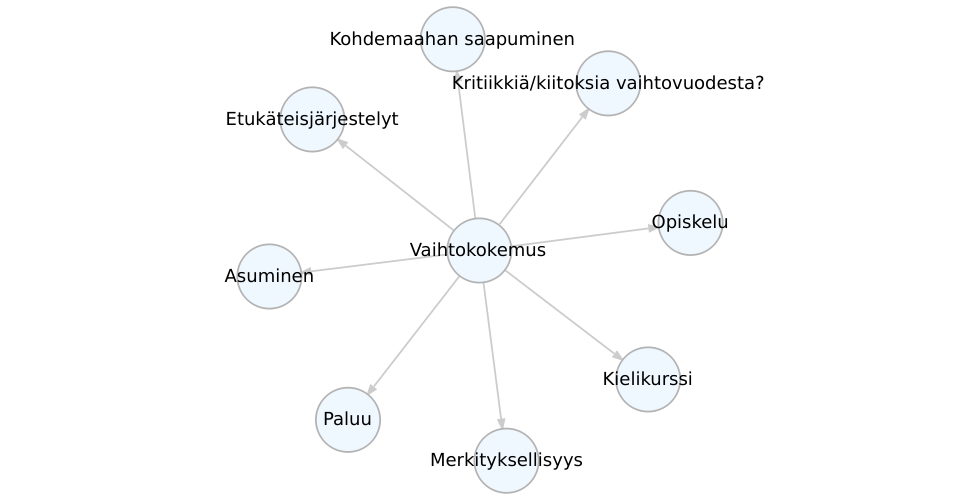 Kohdemaahan saapuminen
Kritiikkiä/kiitoksia vaihtovuodesta?
Etukäteisjärjestelyt
Opiskelu
Vaihtokokemus
Asuminen
Kielikurssi
Paluu
Merkityksellisyys